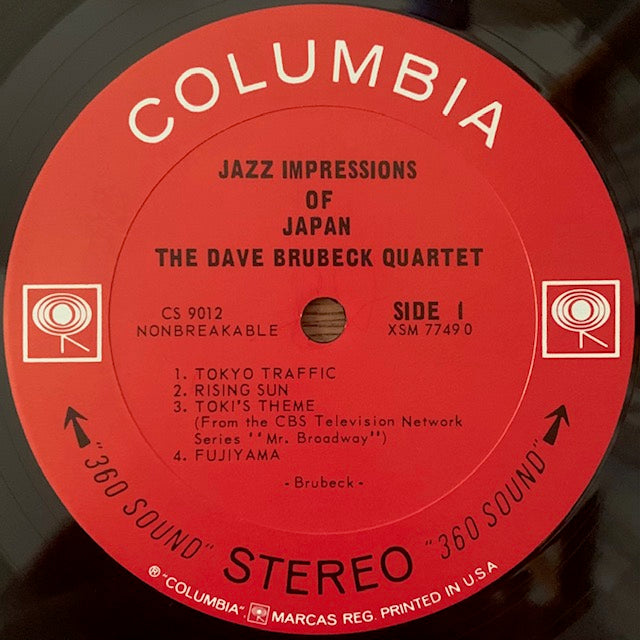 COLUMBIA
JAZZ IMPRESSIONS
OF
JAPAN
THE DAVE BRUBECK QUARTET
CS 9012
NONBREAKABLE
SIDE 1
XSM 77490
1. TOKYO TRAFFIC
2. RISING SUN
3. TOKI'S THEME
(From the CBS Television Network
Series ''Mr. Broadway'')
4. FUJIYAMA
- Brubeck -
"360 SOUND" STEREO "360 SOUND"
® "COLUMBIA", MARCAS REG. PRINTED IN U.S.A